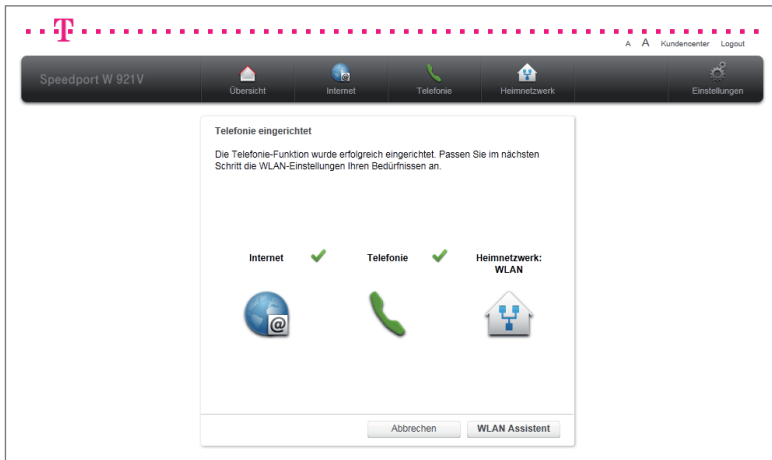 T
A A Kundencenter Logout
Speedport W 921V
Übersicht Internet Telefonie Heimnetzwerk Einstellungen
Telefonie eingerichtet
Die Telefonie-Funktion wurde erfolgreich eingerichtet. Passen Sie im nächsten
Schritt die WLAN-Einstellungen Ihren Bedürfnissen an.
Internet Telefonie Heimnetzwerk:
WLAN
@
Abbrechen WLAN Assistent